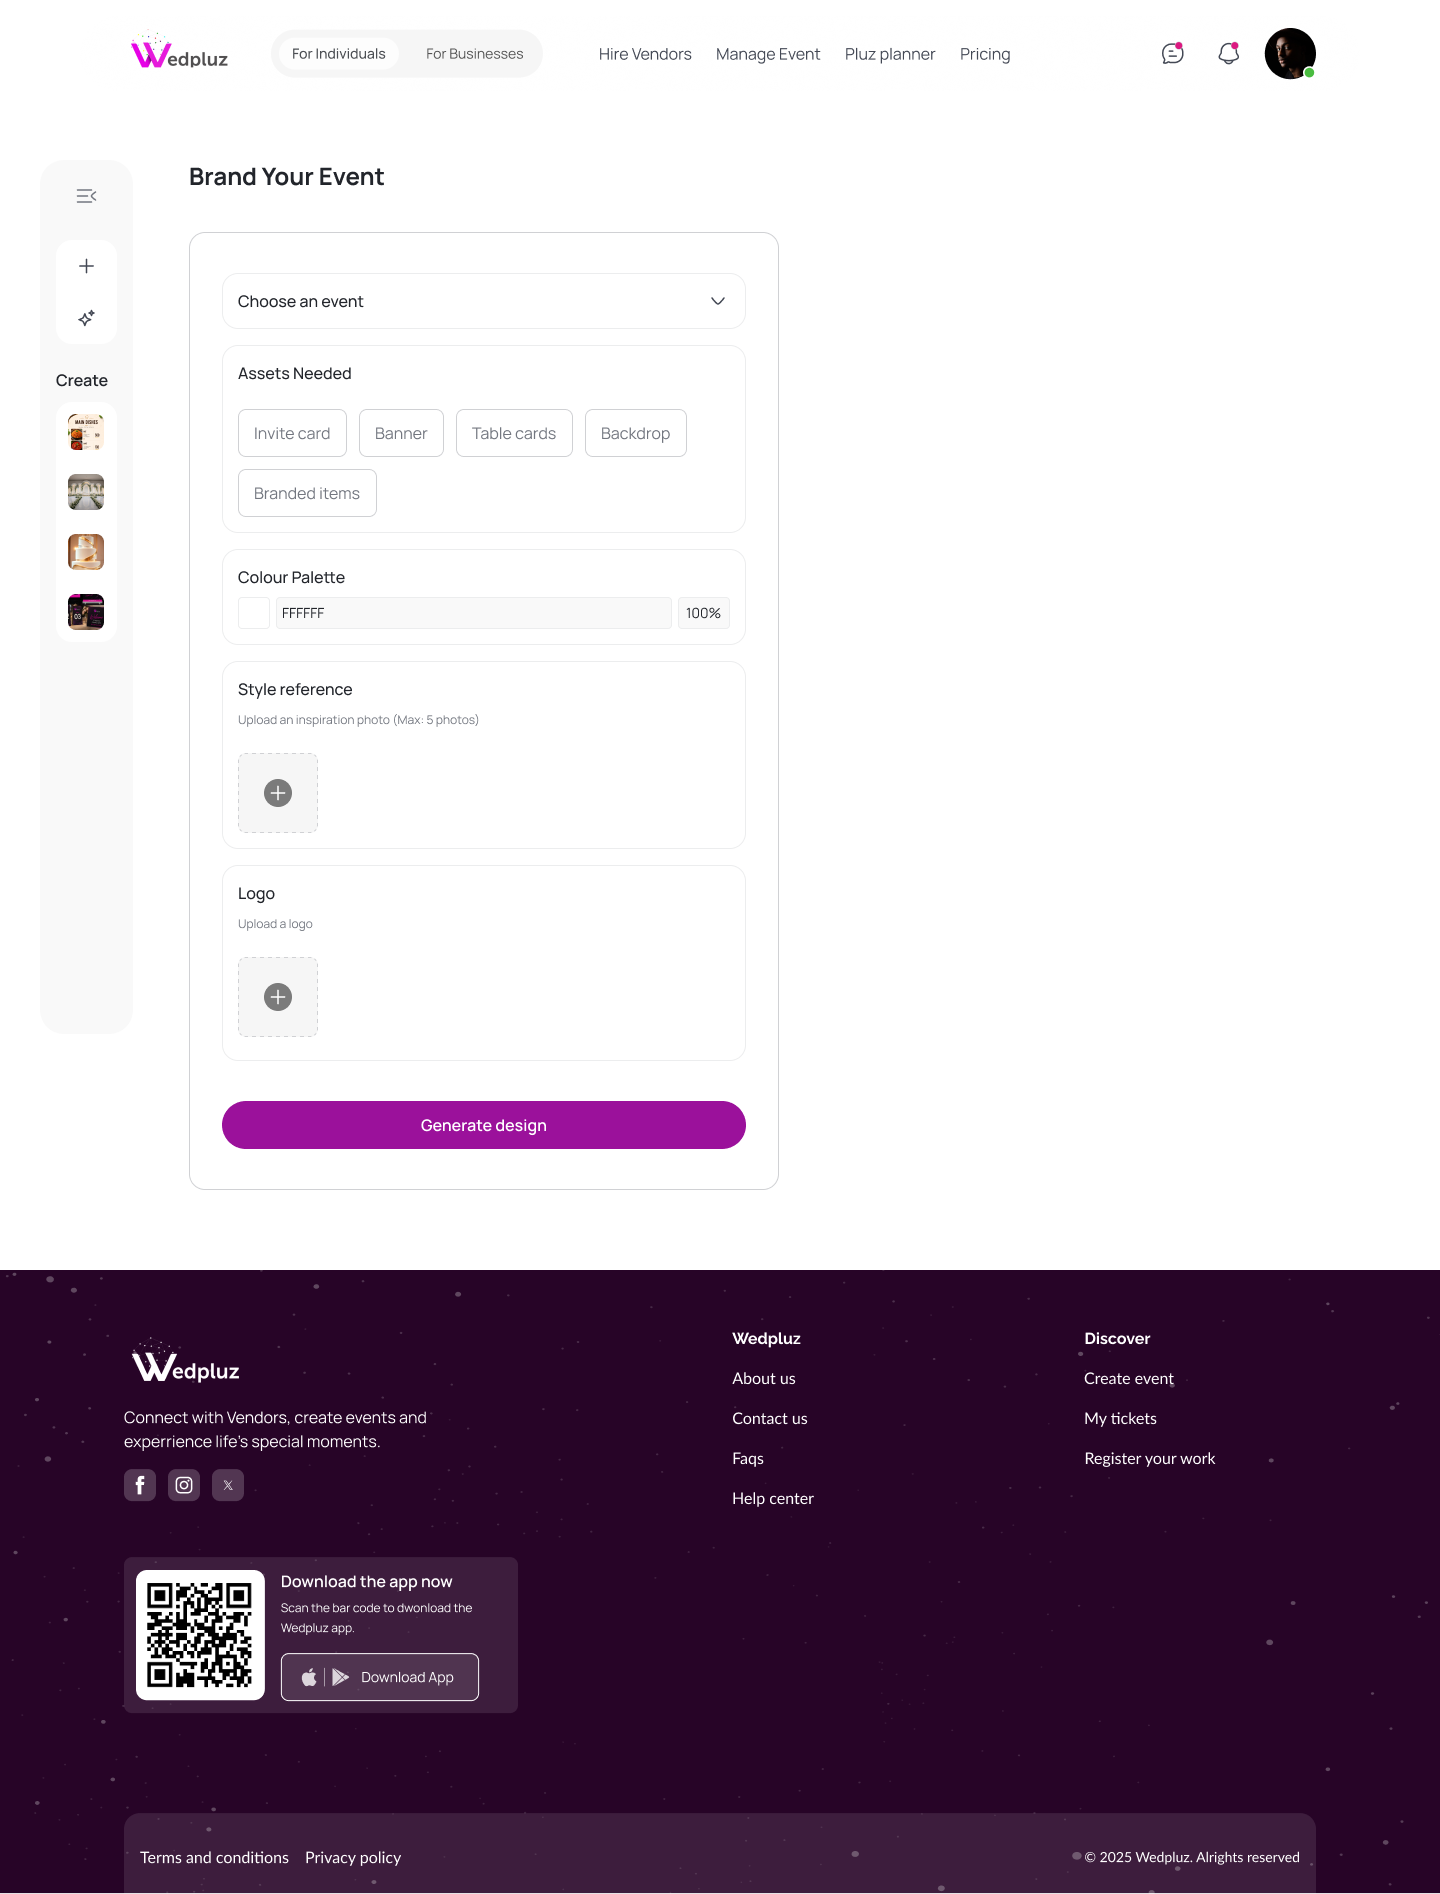 Wedpluz
For Individuals
For Businesses
Hire Vendors
Manage Event
Pluz planner
Pricing
Brand Your Event
Create
MAIN DISHES
03
Choose an event
Assets Needed
Invite card
Banner
Table cards
Backdrop
Branded items
Colour Palette
FFFFFF
100%
Style reference
Upload an inspiration photo (Max: 5 photos)
Logo
Upload a logo
Generate design
Wedpluz
Connect with Vendors, create events and
experrience life's special moments.
Wedpluz
About us
Contact us
Faqs
Help center
Discover
Create event
My tickets
Register your work
Download the app now
Scan the bar code to dwonload the
Wedpluz app.
Download App
Terms and conditions
Privacy policy
© 2025 Wedpluz. Alrights reserved